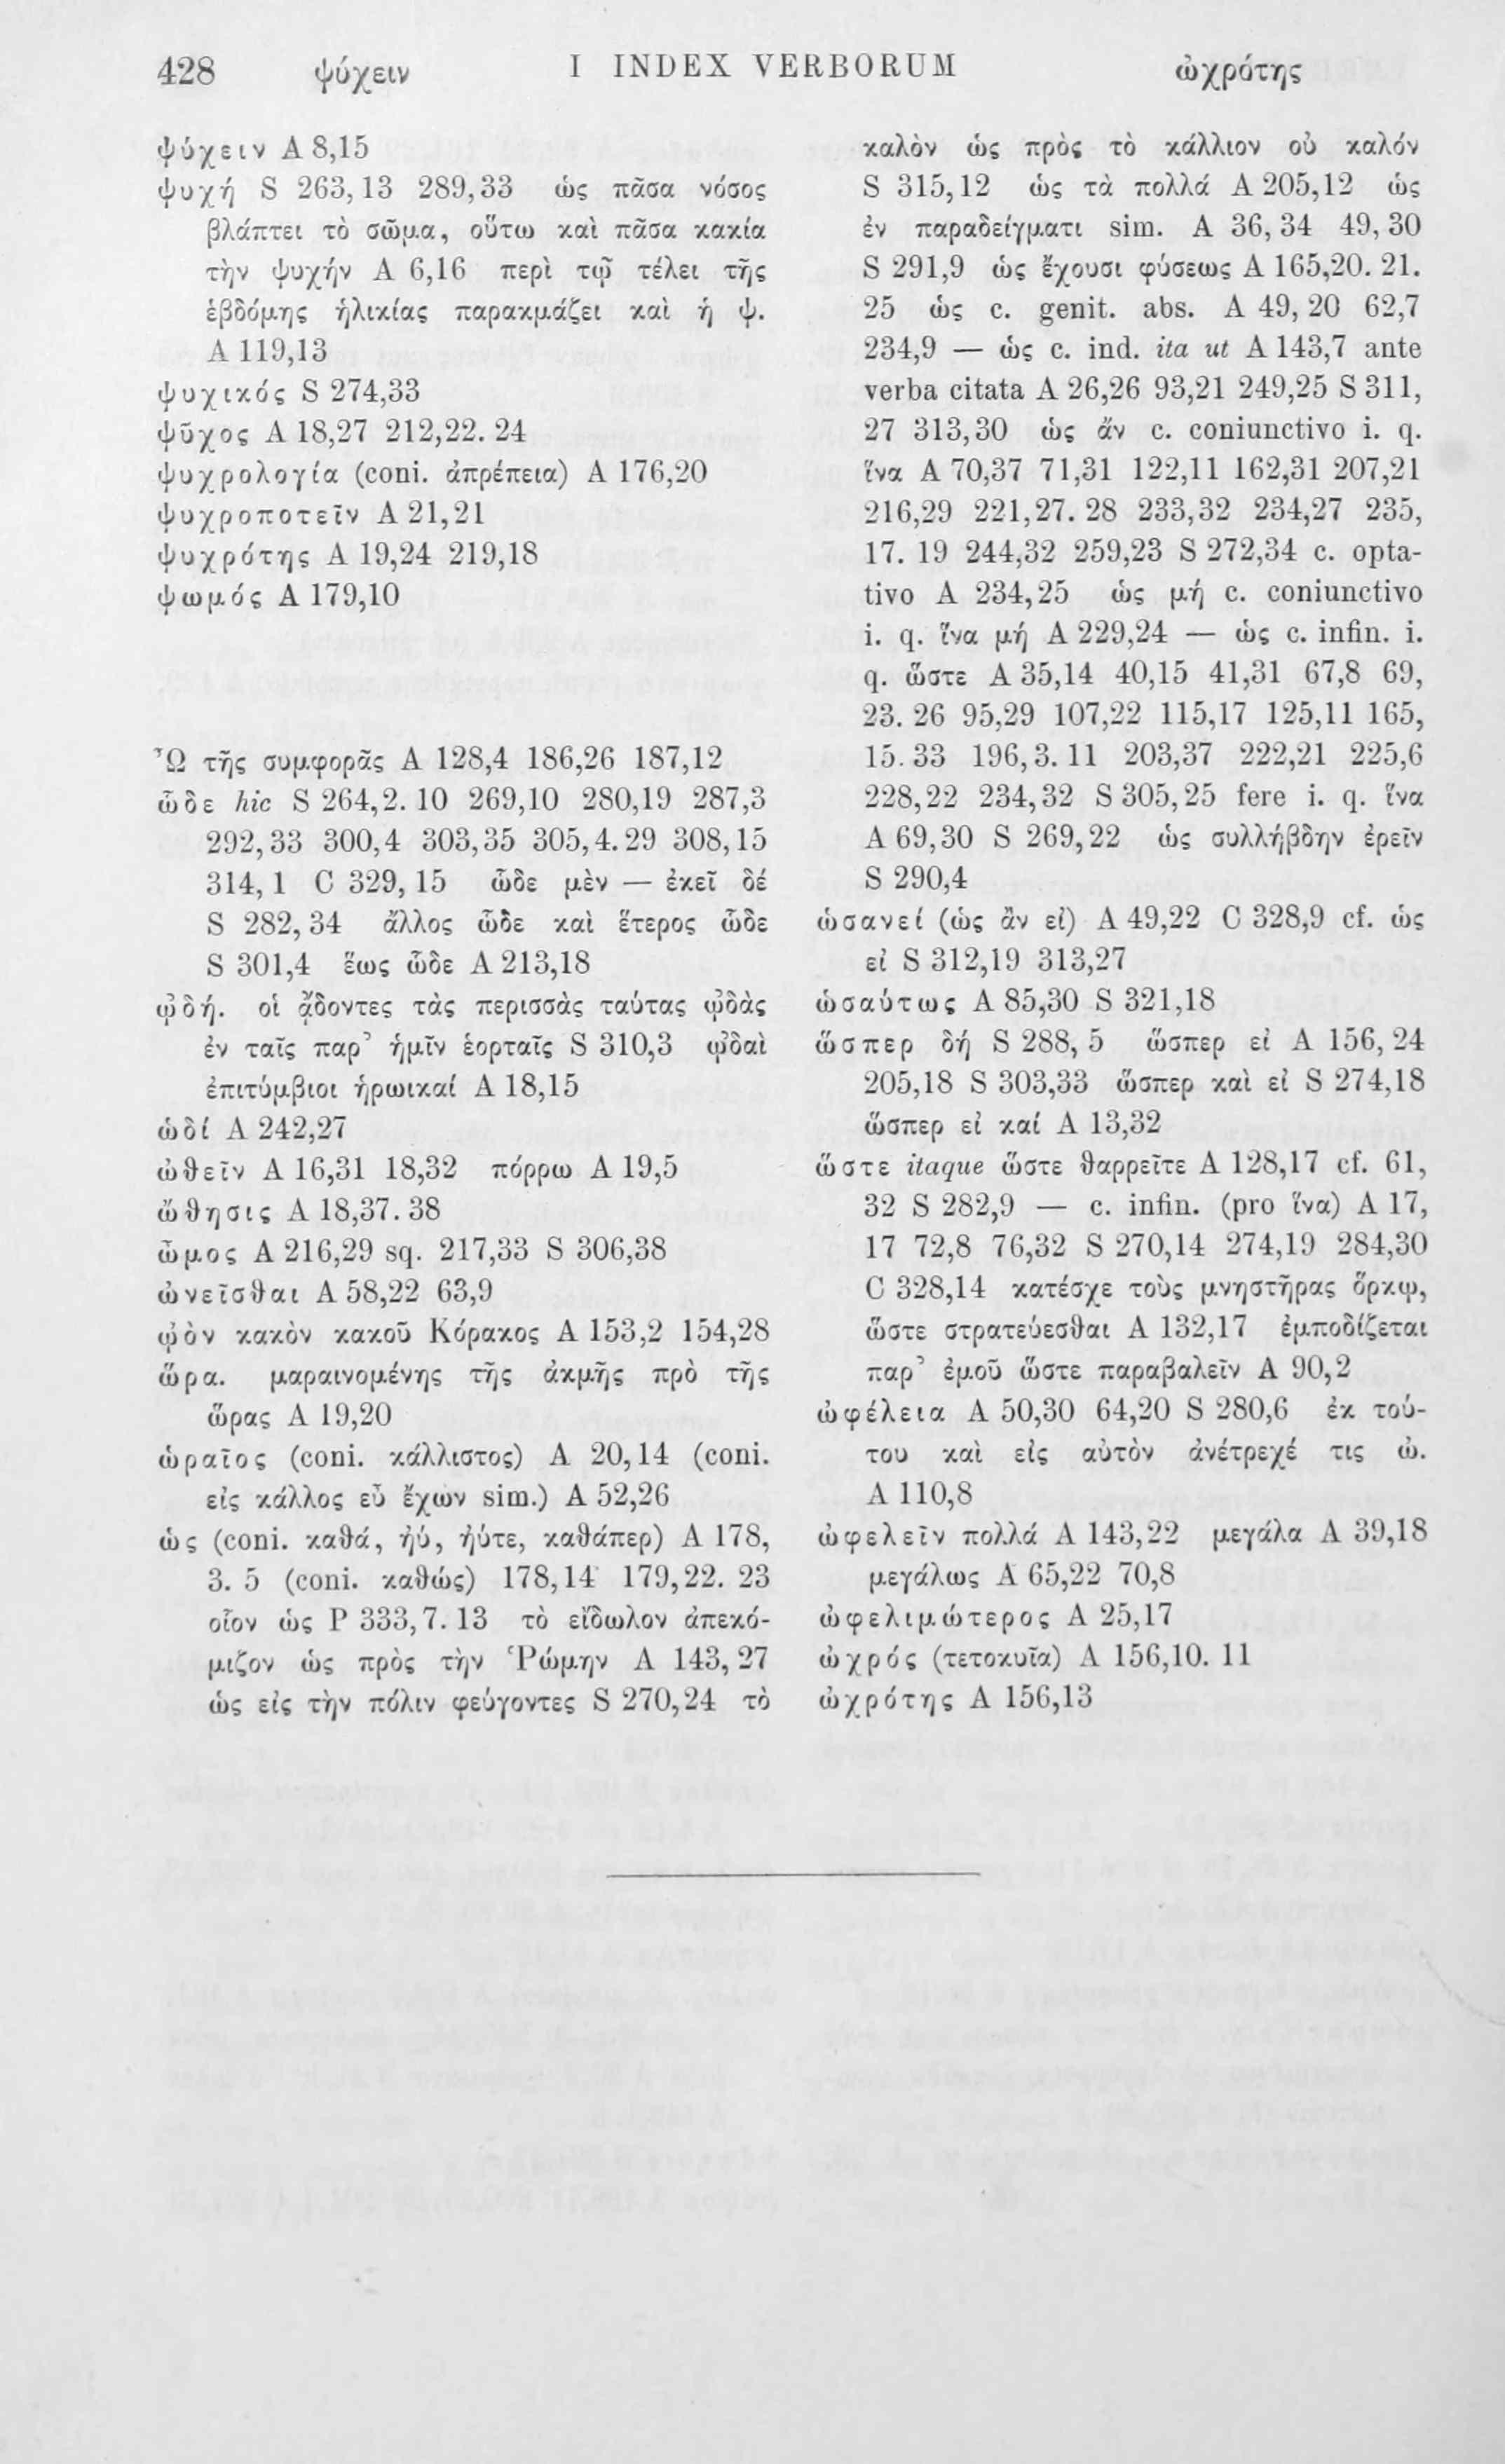 428 ψύχειν I INDEX VERBORUM ὠχρότης
ψύχειν A 8,15
ψυχή S 263,13 289,33 ὡς πᾶσα νόσος
βλάπτει τὸ σῶμα, οὕτω καὶ πᾶσα κακία
τὴν ψυχήν A 6,16 περὶ τῷ τέλει τῆς
ἑβδόμης ἡλικίας παρακμάζει καὶ ἡ ψ.
A 119,13
ψυχικός S 274,33
ψῦχος A 18,27 212,22. 24
ψυχρολογία (coni. ἀπρέπεια) A 176,20
ψυχροποτεῖν A 21,21
ψυχρότης A 19,24 219,18
ψωμός A 179,10
Ὦ τῆς συμφορᾶς A 128,4 186,26 187,12
ὧδε hic S 264,2. 10 269,10 280,19 287,3
292,33 300,4 303,35 305,4. 29 308,15
314,1 C 329,15 ὧδε μὲν — ἐκεῖ δέ
S 282,34 ἄλλος ὧδε καὶ ἕτερος ὧδε
S 301,4 ἕως ὧδε A 213,18
ᾠδή. οἱ ᾄδοντες τὰς περισσὰς ταύτας ᾠδὰς
ἐν ταῖς παρ’ ἡμῖν ἑορταῖς S 310,3 ᾠδαὶ
ἐπιτύμβιοι ἡρωικαί A 18,15
ὡδί A 242,27
ὠθεῖν A 16,31 18,32 πόρρω A 19,5
ὤθησις A 18,37. 38
ὦμος A 216,29 sq. 217,33 S 306,38
ὠνεῖσθαι A 58,22 63,9
ᾠὸν κακὸν κακοῦ Κόρακος A 153,2 154,28
ὥρα. μαραινομένης τῆς ἀκμῆς πρὸ τῆς
ὥρας A 19,20
ὡραῖος (coni. κάλλιστος) A 20,14 (coni.
εἰς κάλλος εὖ ἔχων sim.) A 52,26
ὡς (coni. καθά, ἠύ, ἠύτε, καθάπερ) A 178,
3. 5 (coni. καθώς) 178,14 179,22. 23
οἷον ὡς P 333,7. 13 τὸ εἴδωλον ἀπεκό-
μιζον ὡς πρὸς τὴν Ῥώμην A 143,27
ὡς εἰς τὴν πόλιν φεύγοντες S 270,24 τὸ
καλὸν ὡς πρὸς τὸ κάλλιον οὐ καλόν
S 315,12 ὡς τὰ πολλά A 205,12 ὡς
ἐν παραδείγματι sim. A 36,34 49,30
S 291,9 ὡς ἔχουσι φύσεως A 165,20. 21.
25 ὡς c. genit. abs. A 49,20 62,7
234,9 — ὡς c. ind. ita ut A 143,7 ante
verba citata A 26,26 93,21 249,25 S 311,
27 313,30 ὡς ἄν c. coniunctivo i. q.
ἵνα A 70,37 71,31 122,11 162,31 207,21
216,29 221,27. 28 233,32 234,27 235,
17. 19 244,32 259,23 S 272,34 c. opta-
tivo A 234,25 ὡς μή c. coniunctivo
i. q. ἵνα μή A 229,24 — ὡς c. infin. i.
q. ὥστε A 35,14 40,15 41,31 67,8 69,
23. 26 95,29 107,22 115,17 125,11 165,
15. 33 196,3. 11 203,37 222,21 225,6
228,22 234,32 S 305,25 fere i. q. ἵνα
A 69,30 S 269,22 ὡς συλλήβδην ἐρεῖν
S 290,4
ὡσανεί (ὡς ἂν εἰ) A 49,22 C 328,9 cf. ὡς
εἰ S 312,19 313,27
ὡσαύτως A 85,30 S 321,18
ὥσπερ δή S 288,5 ὥσπερ εἰ A 156,24
205,18 S 303,33 ὥσπερ καὶ εἰ S 274,18
ὥσπερ εἰ καί A 13,32
ὥστε itaque ὥστε θαρρεῖτε A 128,17 cf. 61,
32 S 282,9 — c. infin. (pro ἵνα) A 17,
17 72,8 76,32 S 270,14 274,19 284,30
C 328,14 κατέσχε τοὺς μνηστῆρας ὅρκῳ,
ὥστε στρατεύεσθαι A 132,17 ἐμποδίζεται
παρ’ ἐμοῦ ὥστε παραβαλεῖν A 90,2
ὠφέλεια A 50,30 64,20 S 280,6 ἐκ τού-
του καὶ εἰς αὐτὸν ἀνέτρεχέ τις ὠ.
A 110,8
ὠφελεῖν πολλά A 143,22 μεγάλα A 39,18
μεγάλως A 65,22 70,8
ὠφελιμώτερος A 25,17
ὠχρός (τετοκυῖα) A 156,10. 11
ὠχρότης A 156,13